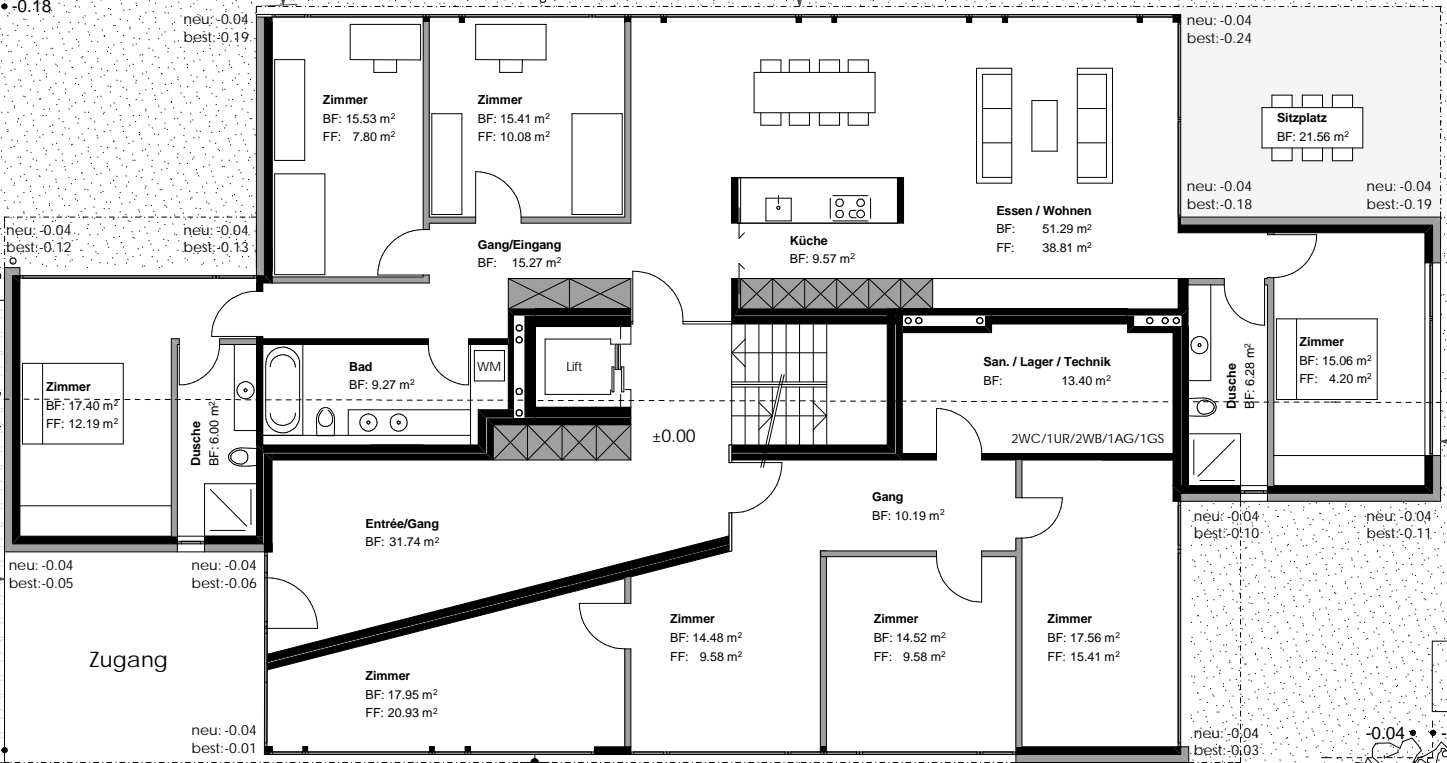 -0.18
neu: -0.04
best:-0.19
neu: -0.04
best:-0.24
Zimmer
BF: 15.53 m²
FF: 7.80 m²
Zimmer
BF: 15.41 m²
FF: 10.08 m²
Sitzplatz
BF: 21.56 m²
neu: -0.04
best:-0.18
neu: -0.04
best:-0.19
neu: -0.04
best:-0.12
neu: -0.04
best:-0.13
Gang/Eingang
BF: 15.27 m²
Küche
BF: 9.57 m²
Essen / Wohnen
BF: 51.29 m²
FF: 38.81 m²
Zimmer
BF: 17.40 m²
FF: 12.19 m²
Dusche
BF: 6.00 m²
Bad
BF: 9.27 m²
WM
Lift
San. / Lager / Technik
BF: 13.40 m²
2WC/1UR/2WB/1AG/1GS
Dusche
BF: 6.28 m²
Zimmer
BF: 15.06 m²
FF: 4.20 m²
±0.00
Entrée/Gang
BF: 31.74 m²
Gang
BF: 10.19 m²
neu: -0.04
best:-0.05
neu: -0.04
best:-0.06
neu: -0.04
best:-0.10
neu: -0.04
best:-0.11
Zugang
Zimmer
BF: 17.95 m²
FF: 20.93 m²
Zimmer
BF: 14.48 m²
FF: 9.58 m²
Zimmer
BF: 14.52 m²
FF: 9.58 m²
Zimmer
BF: 17.56 m²
FF: 15.41 m²
neu: -0.04
best:-0.01
neu: -0.04
best:-0.03
-0.04